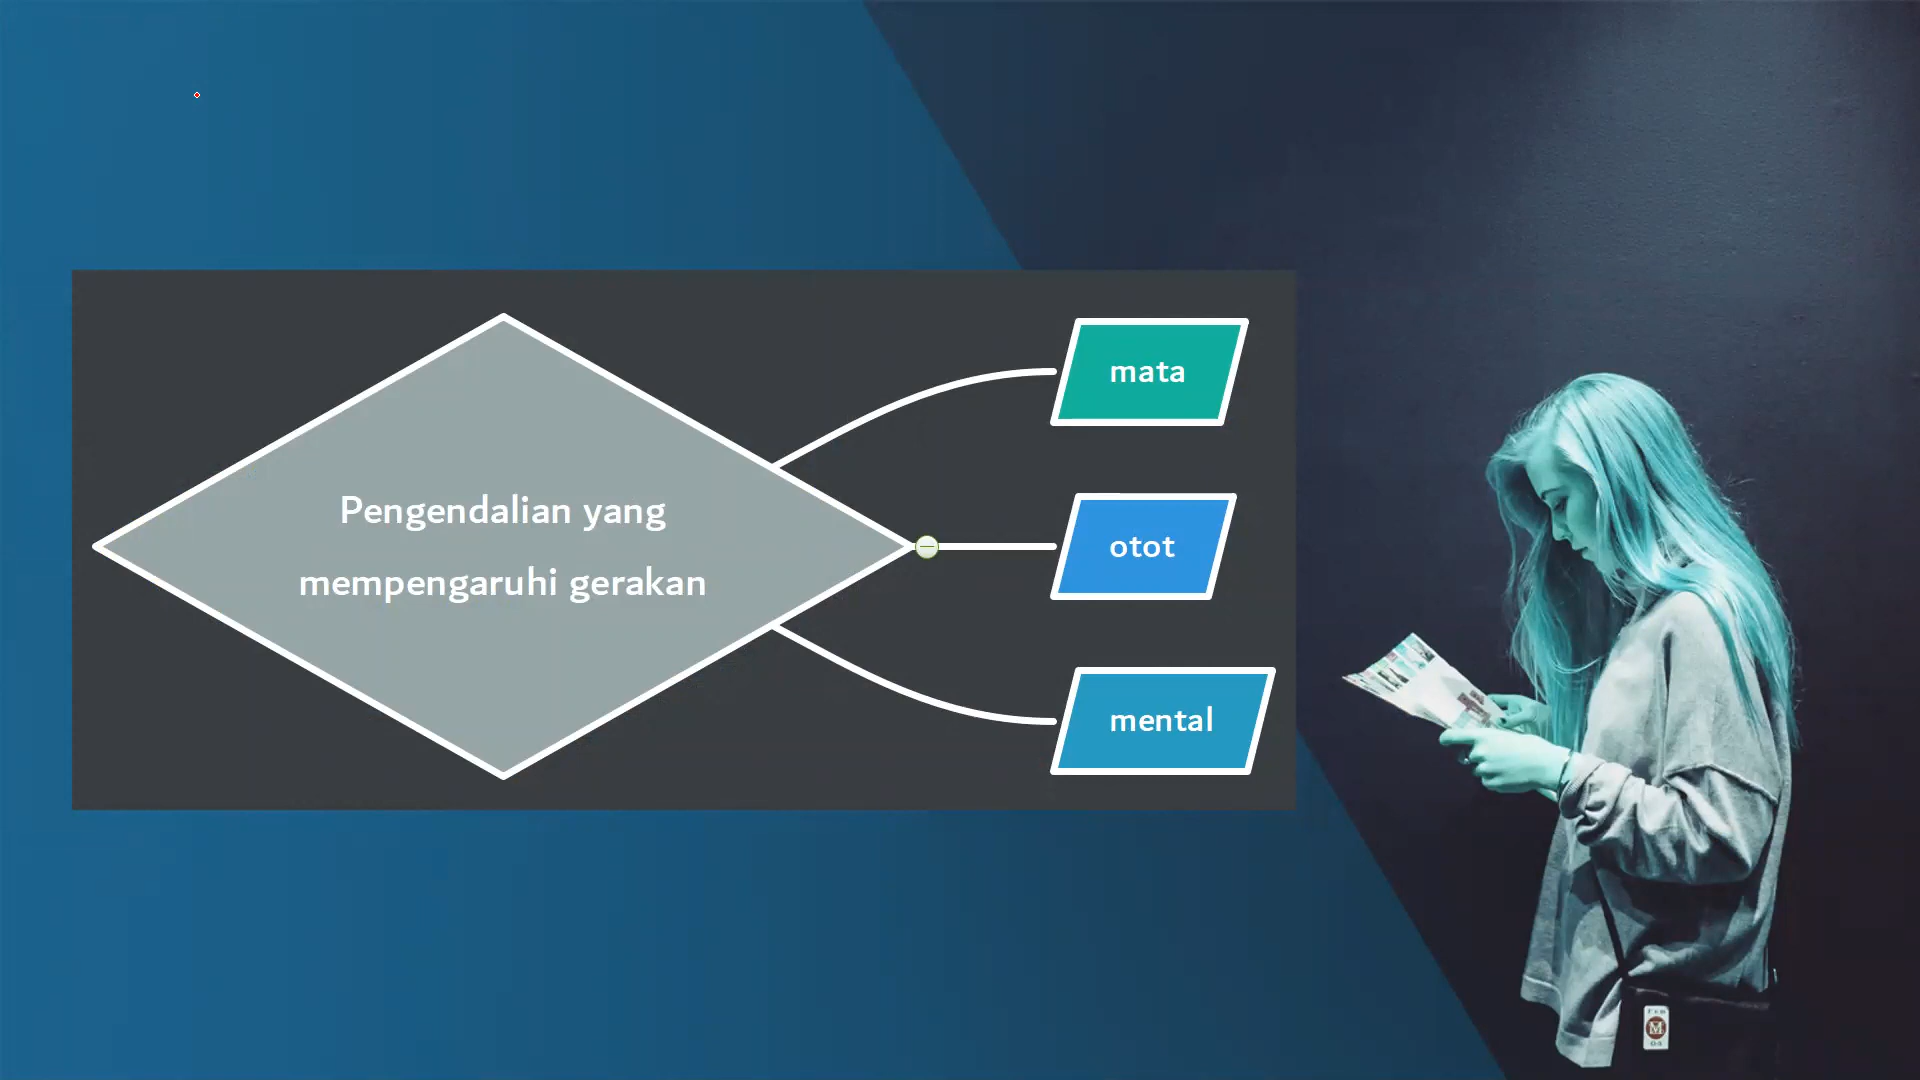 Pengendalian yang
mempengaruhi gerakan
mata
otot
mental
M